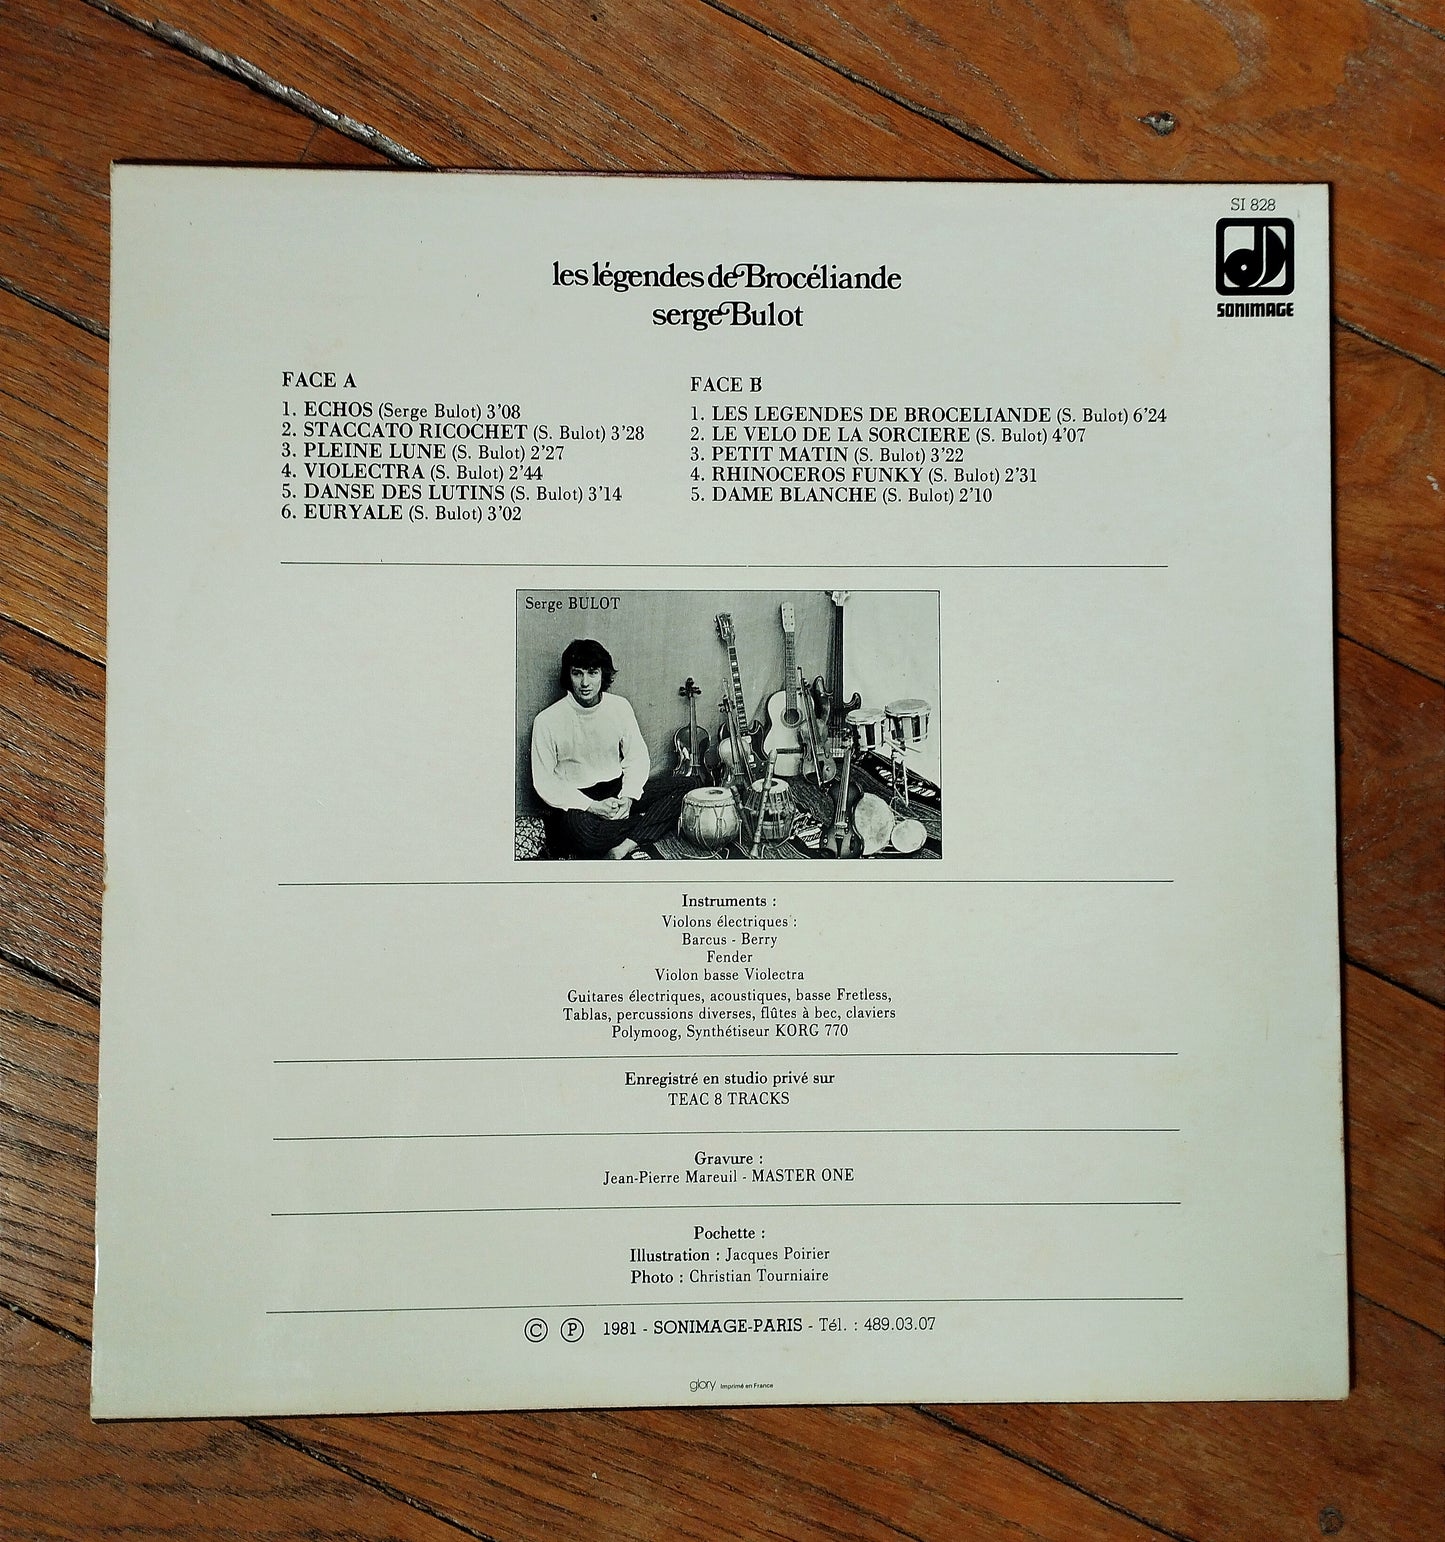 SI 828
SONIMAGE
les légendes de Brocéliande
serge Bulot
FACE A
1. ECHOS (Serge Bulot) 3'08
2. STACCATO RICOCHET (S. Bulot) 3'28
3. PLEINE LUNE (S. Bulot) 2'27
4. VIOLECTRA (S. Bulot) 2'44
5. DANSE DES LUTINS (S. Bulot) 3'14
6. EURYALE (S. Bulot) 3'02
FACE B
1. LES LEGENDES DE BROCELIANDE (S. Bulot) 6'24
2. LE VELO DE LA SORCIERE (S. Bulot) 4'07
3. PETIT MATIN (S. Bulot) 3'22
4. RHINOCEROS FUNKY (S. Bulot) 2'31
5. DAME BLANCHE (S. Bulot) 2'10
Serge BULOT
Instruments :
Violons électriques :
Barcus - Berry
Fender
Violon basse Violectra
Guitares électriques, acoustiques, basse Fretless,
Tablas, percussions diverses, flûtes à bec, claviers
Polymoog, Synthétiseur KORG 770
Enregistré en studio privé sur
TEAC 8 TRACKS
Gravure :
Jean-Pierre Mareuil - MASTER ONE
Pochette :
Illustration : Jacques Poirier
Photo : Christian Tourniaire
© ℗ 1981 - SONIMAGE-PARIS - Tél. : 489.03.07
glory Imprimé en France